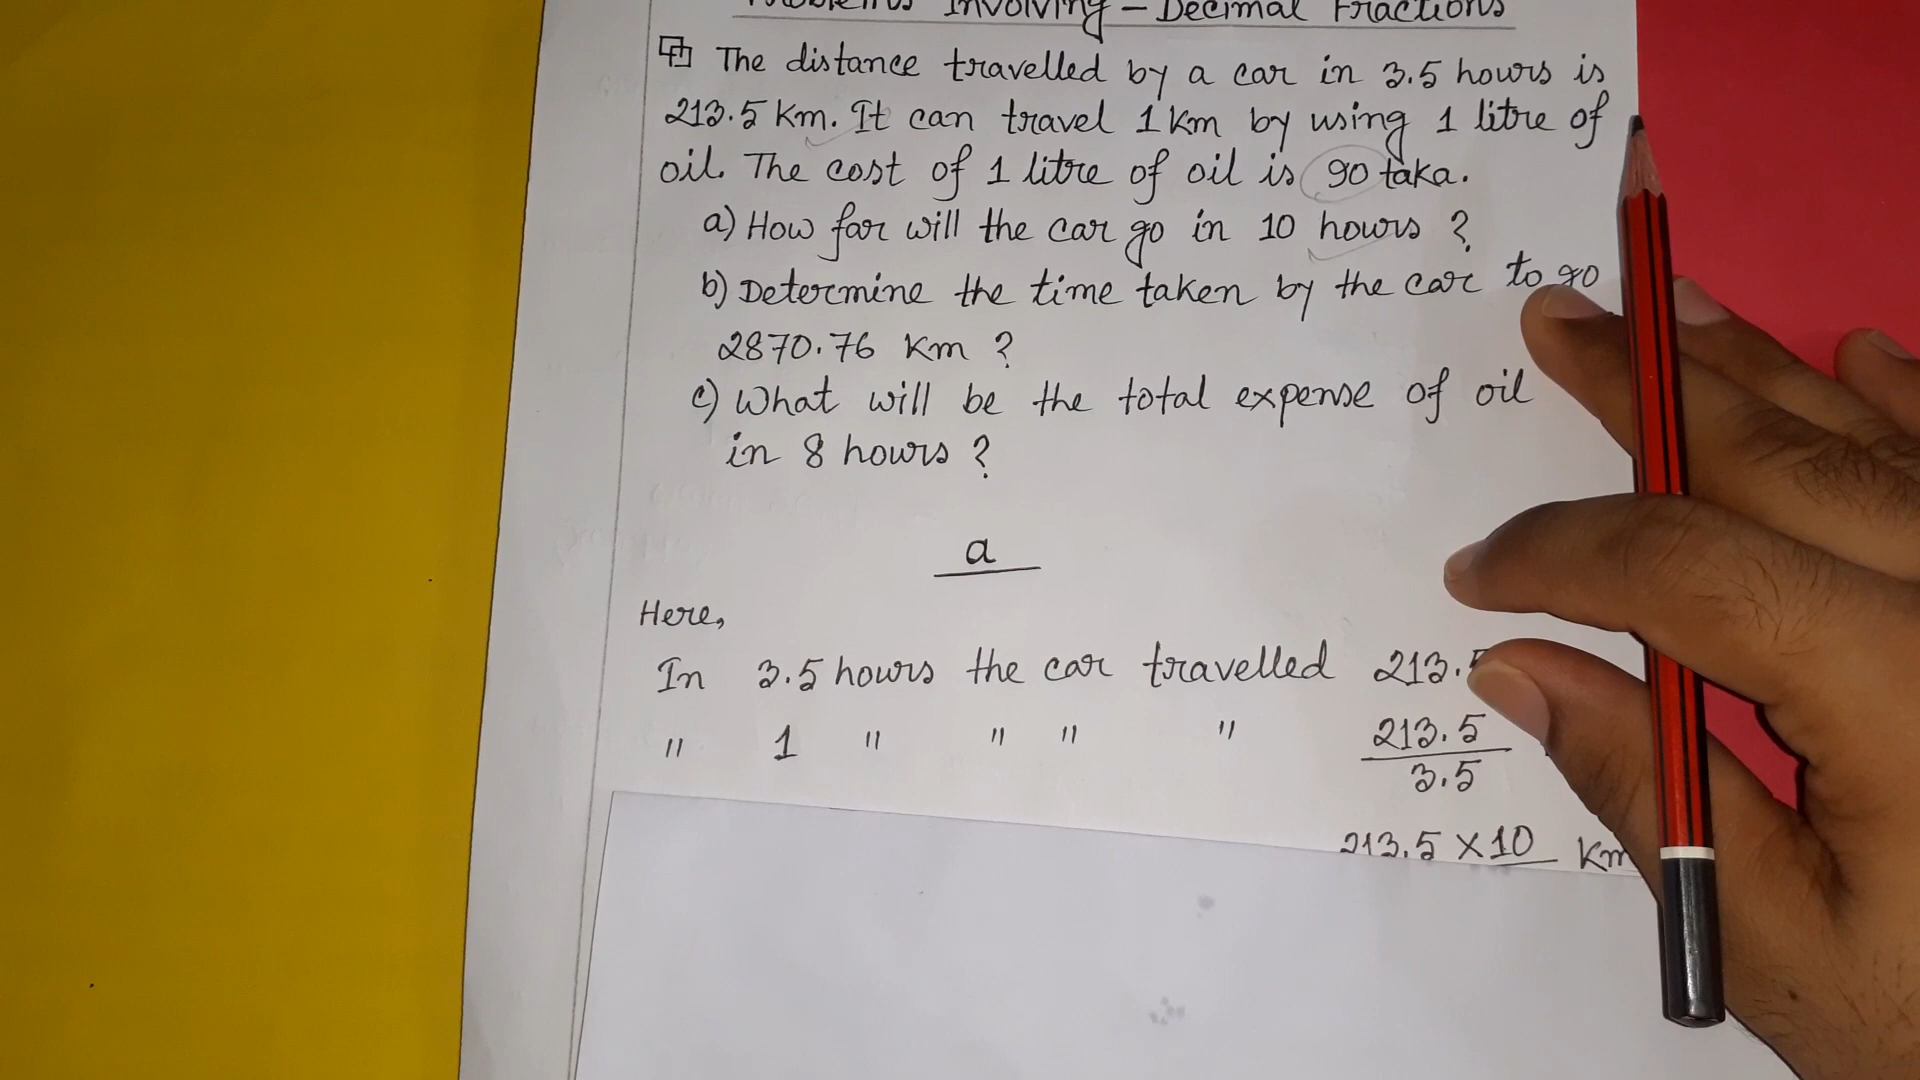 Problems Involving - Decimal Fractions
The distance travelled by a car in 3.5 hours is
213.5 km. It can travel 1 km by using 1 litre of
oil. The cost of 1 litre of oil is 90 taka.
a) How far will the car go in 10 hours ?
b) Determine the time taken by the car to go
2870.76 km ?
c) What will be the total expense of oil
in 8 hours ?
a
Here,
In 3.5 hours the car travelled 213.5
" 1 " " " " 213.5
3.5
213.5 × 10 km